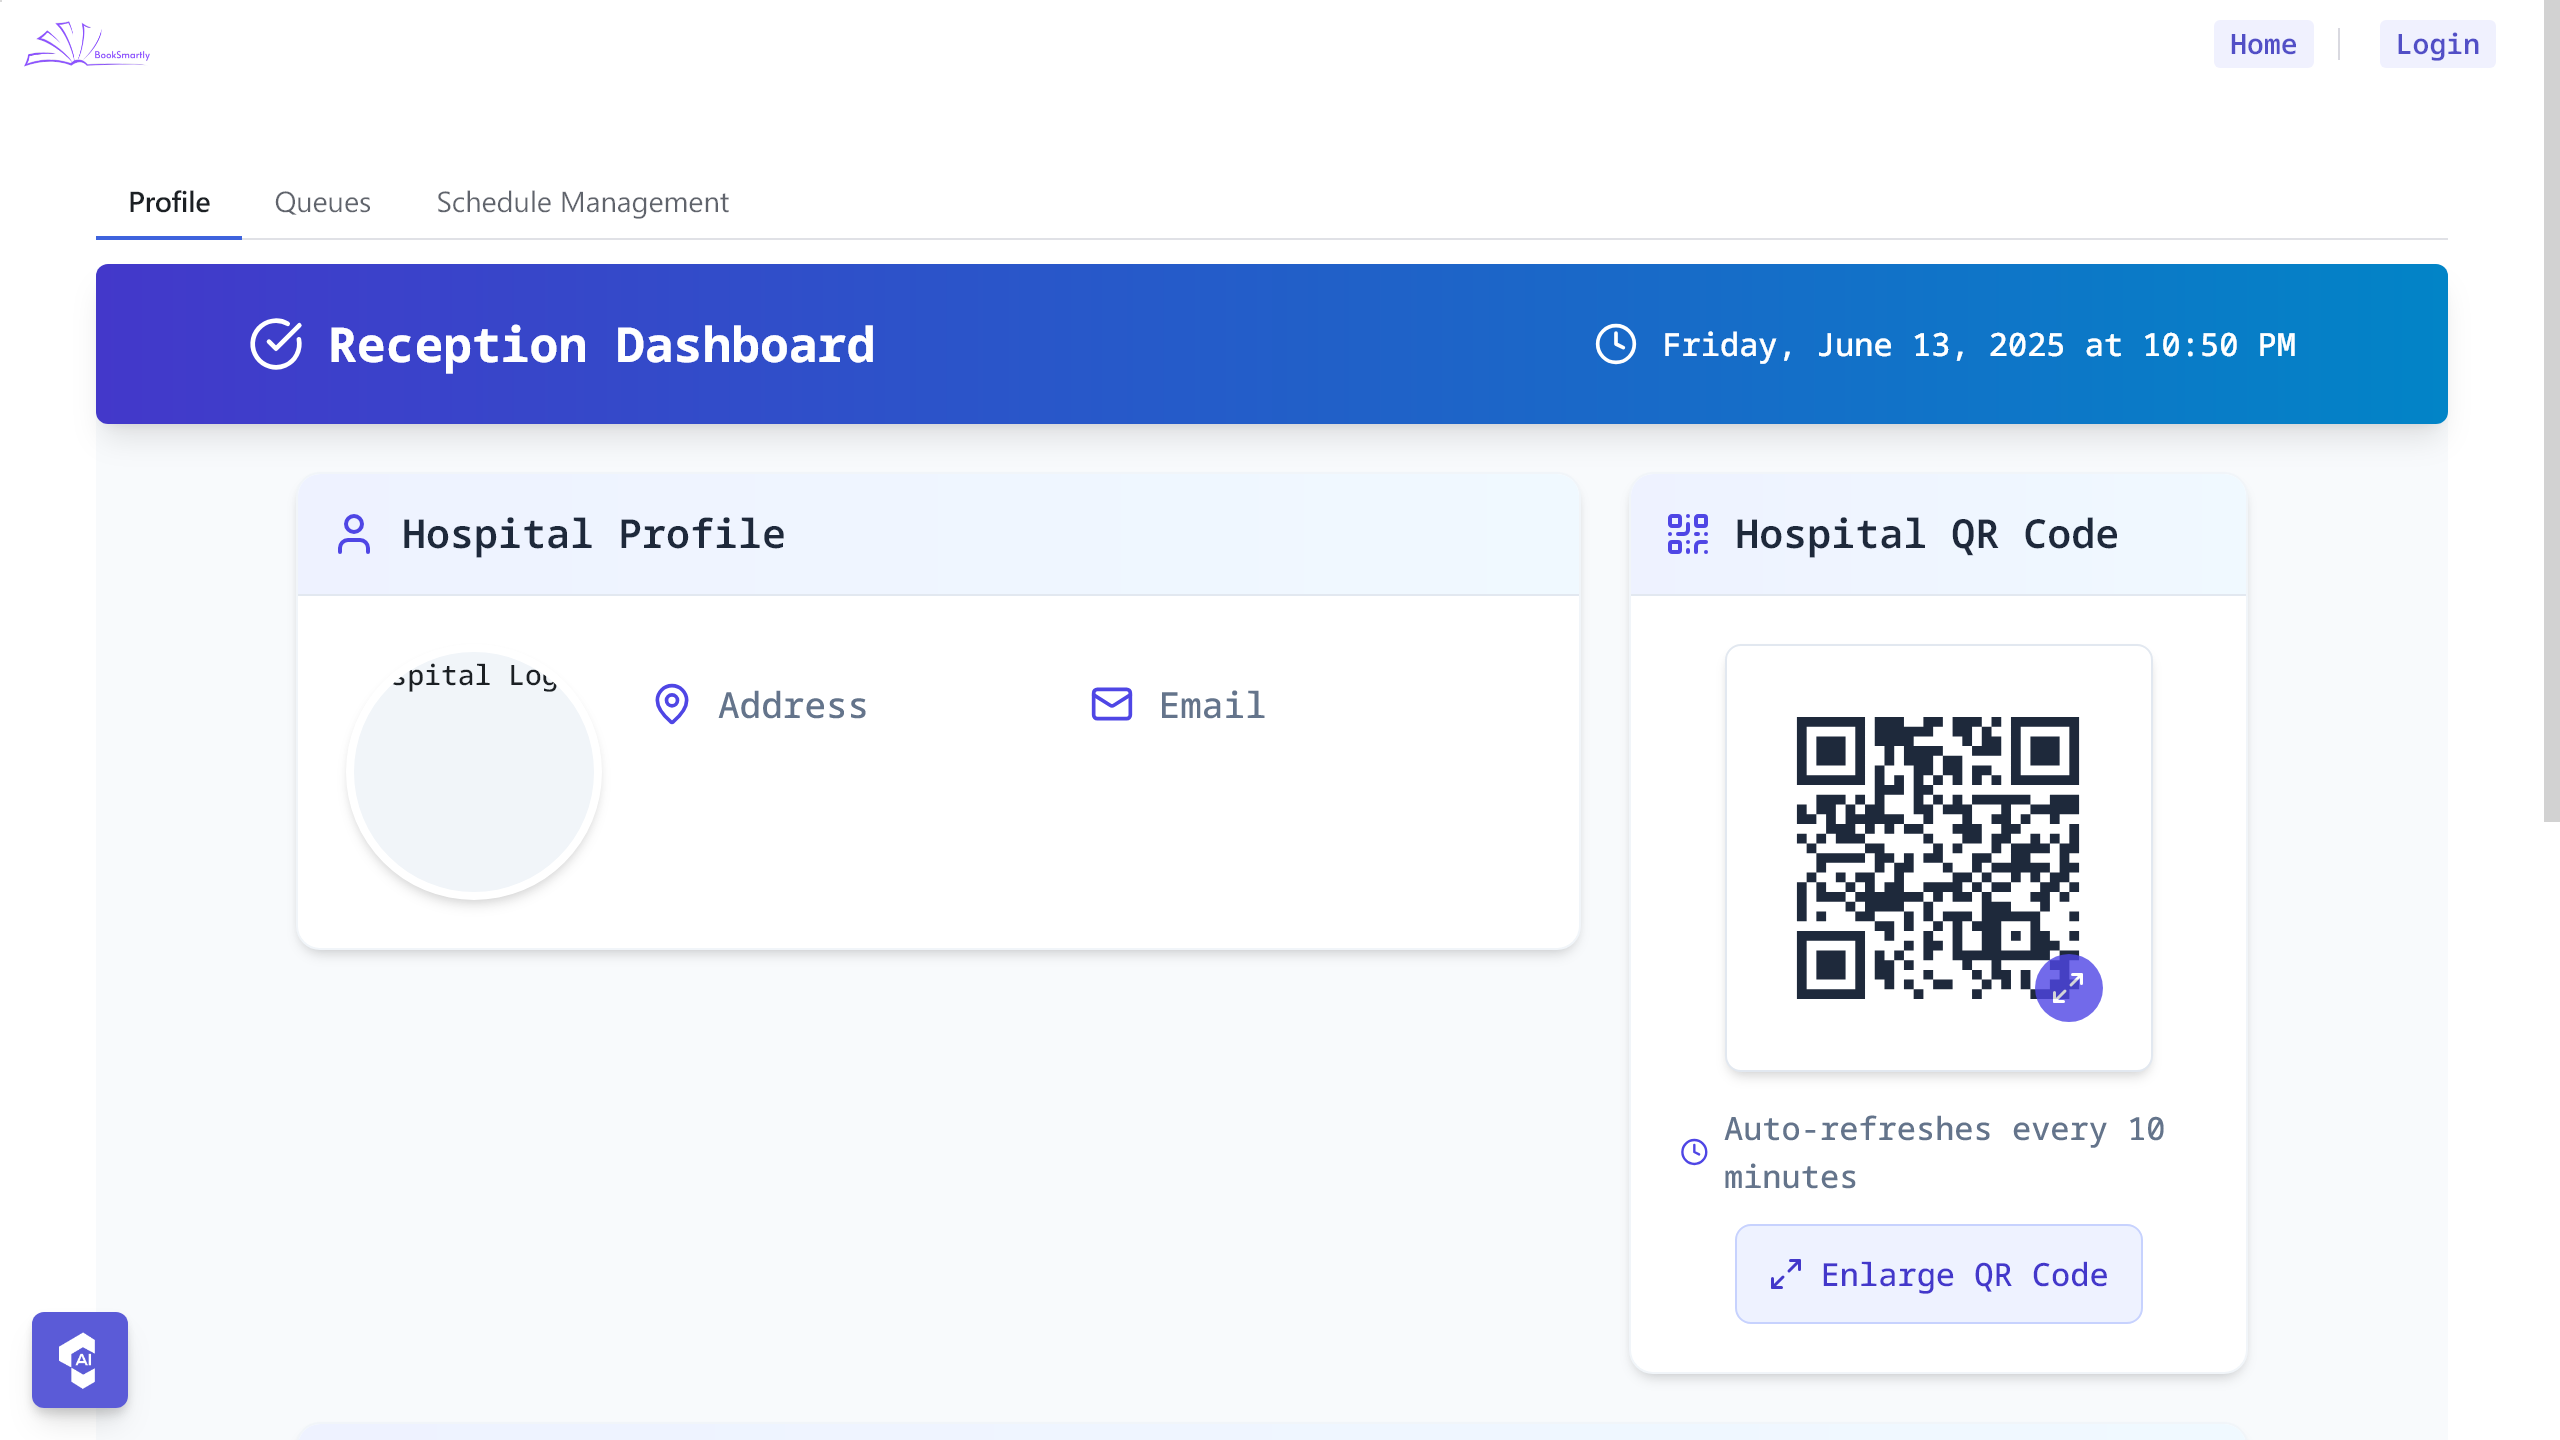 BookSmartly
Home
Login
Profile
Queues
Schedule Management
Reception Dashboard
Friday, June 13, 2025 at 10:50 PM
Hospital Profile
Hospital QR Code
spital Log
Address
Email
Auto-refreshes every 10
minutes
Enlarge QR Code
AI